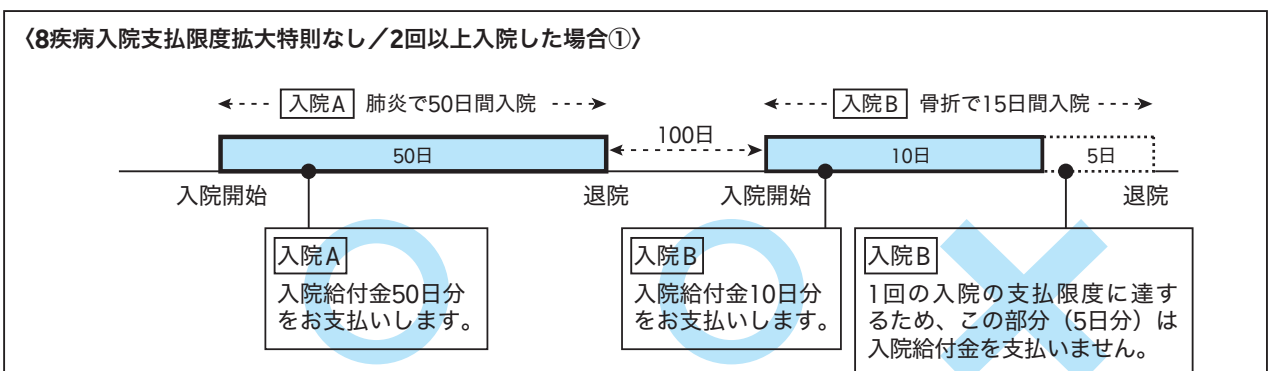 〈8疾病入院支払限度拡大特則なし／2回以上入院した場合①〉
入院A 肺炎で50日間入院
入院B 骨折で15日間入院
50日
100日
10日
5日
入院開始
退院
入院開始
退院
入院A
入院給付金50日分
をお支払いします。
入院B
入院給付金10日分
をお支払いします。
入院B
1回の入院の支払限度に達す
るため、この部分（5日分）は
入院給付金を支払いません。